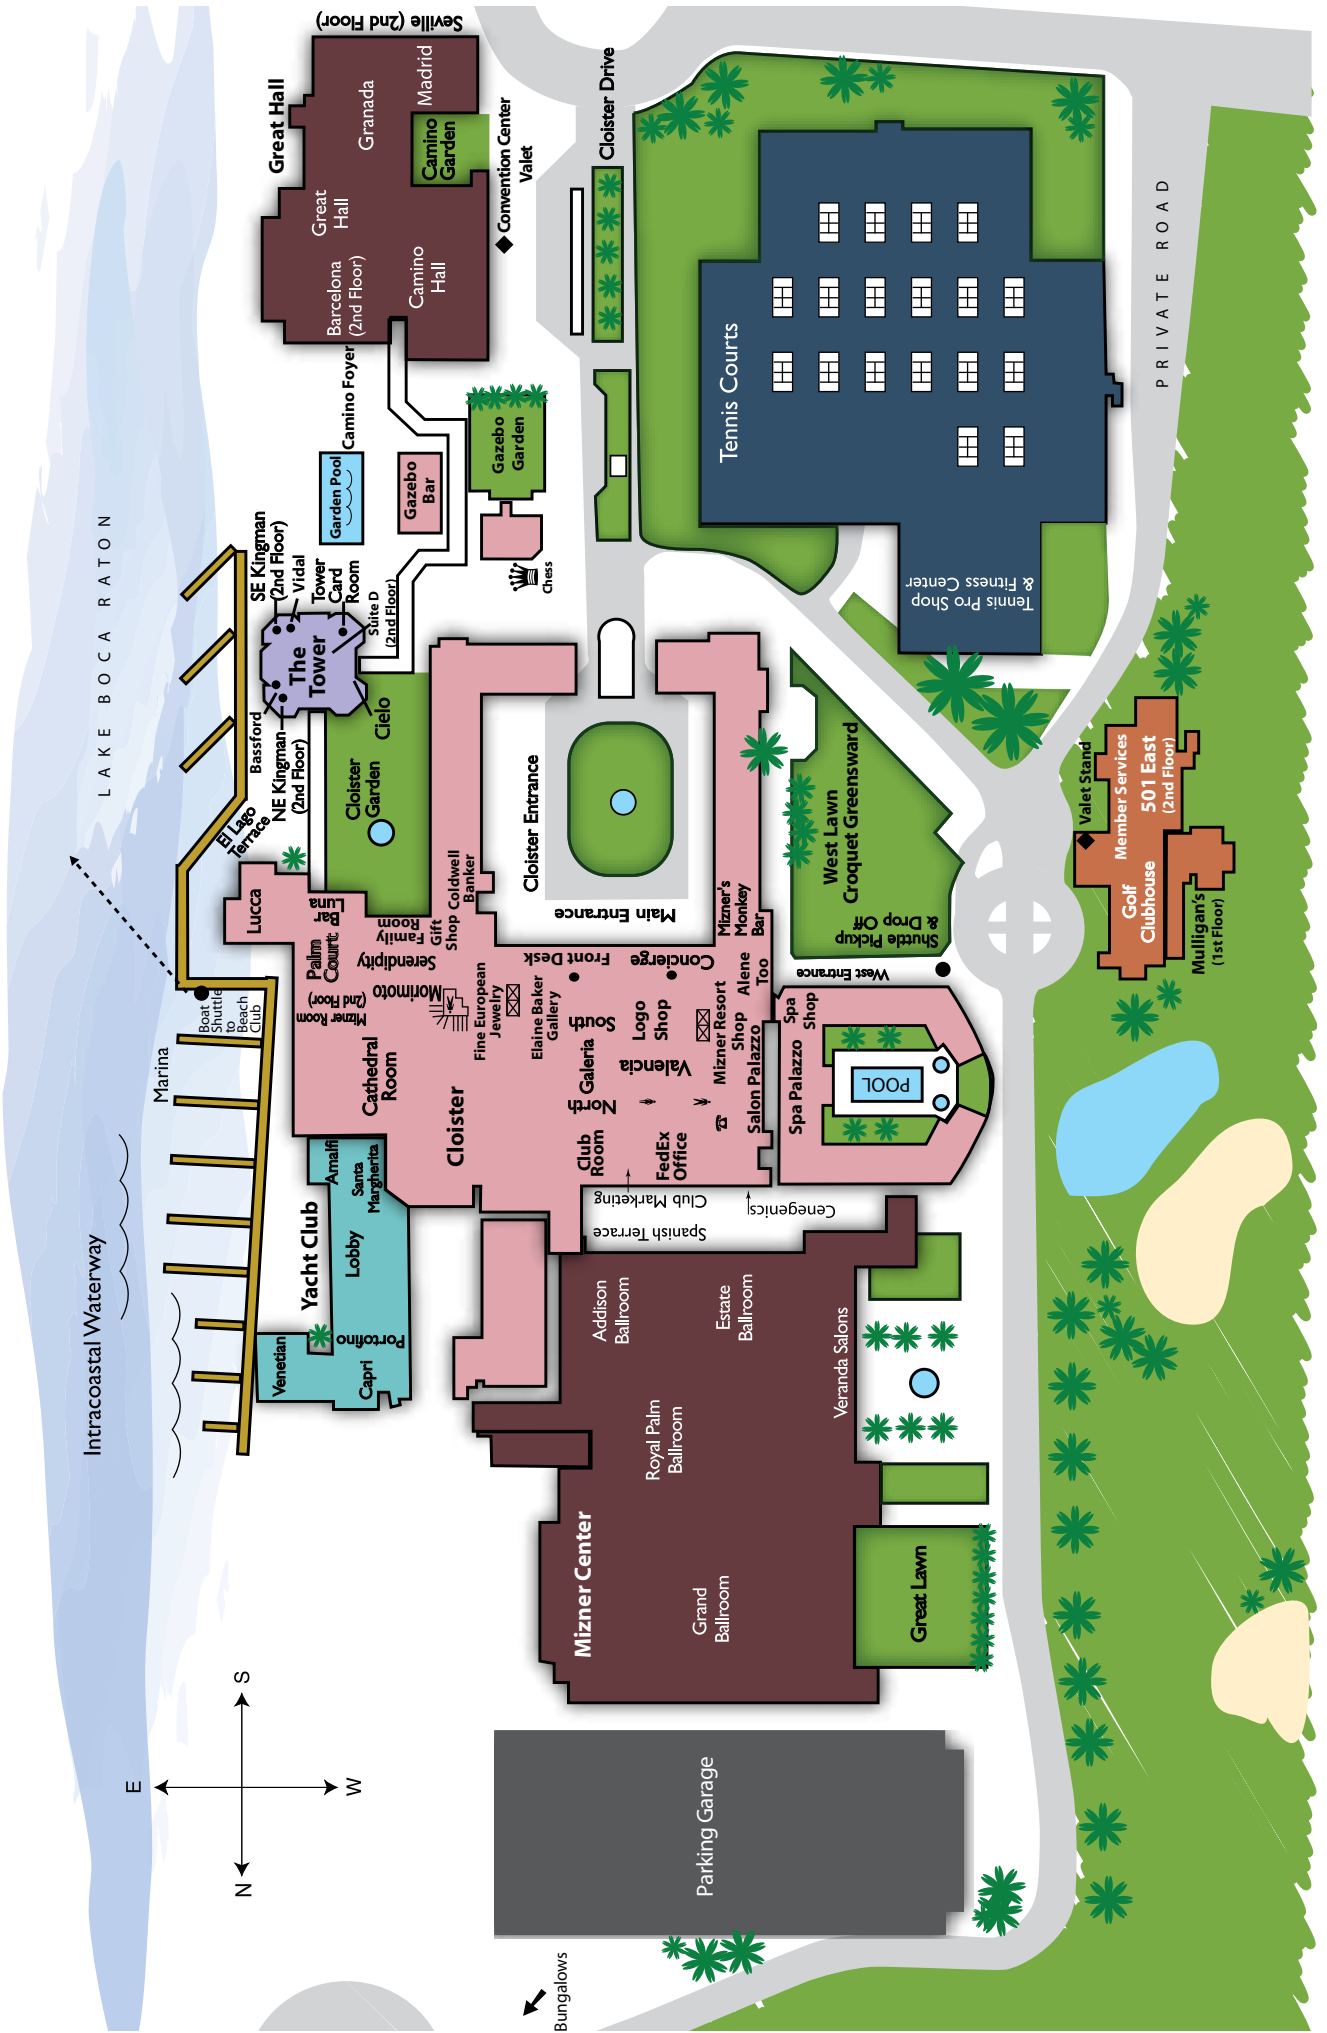 Seville (2nd Floor)
Great Hall
Granada
Madrid
Camino
Garden
Great
Hall
Barcelona
(2nd Floor)
Camino
Hall
Convention Center
Valet
Cloister Drive
Camino Foyer
Garden Pool
Gazebo
Bar
Gazebo
Garden
Chess
Tennis Courts
Tennis Pro Shop
& Fitness Center
PRIVATE ROAD
LAKE BOCA RATON
SE Kingman
(2nd Floor)
Vidal
Tower
Card
Room
Suite D
(2nd Floor)
The
Tower
Bassford
NE Kingman
(2nd Floor)
Cielo
El Lago
Terrace
Cloister
Garden
Cloister Entrance
Main Entrance
West Lawn
Croquet Greensward
Shuttle Pickup
& Drop Off
West Entrance
Valet Stand
Member Services
501 East
(2nd Floor)
Golf
Clubhouse
Mulligan's
(1st Floor)
Lucca
Luna
Bar
Palm
Court
Family
Room
Gift
Shop
Coldwell
Banker
Serendipity
Morimoto
Mizner Room
(2nd Floor)
Fine European
Jewelry
Elaine Baker
Gallery
Front Desk
Concierge
Mizner's
Monkey
Bar
Alene
Too
South
Galeria
North
Logo
Shop
Valencia
Mizner Resort
Shop
Salon Palazzo
Spa
Shop
Spa Palazzo
POOL
Cathedral
Room
Cloister
Club
Room
FedEx
Office
Club Marketing
Cenegenics
Spanish Terrace
Boat
Shuttle
to
Beach
Club
Marina
Intracoastal Waterway
Yacht Club
Amalfi
Santa
Margherita
Lobby
Portofino
Venetian
Capri
Addison
Ballroom
Estate
Ballroom
Royal Palm
Ballroom
Veranda Salons
Mizner Center
Grand
Ballroom
Great Lawn
Parking Garage
Bungalows
N
S
E
W